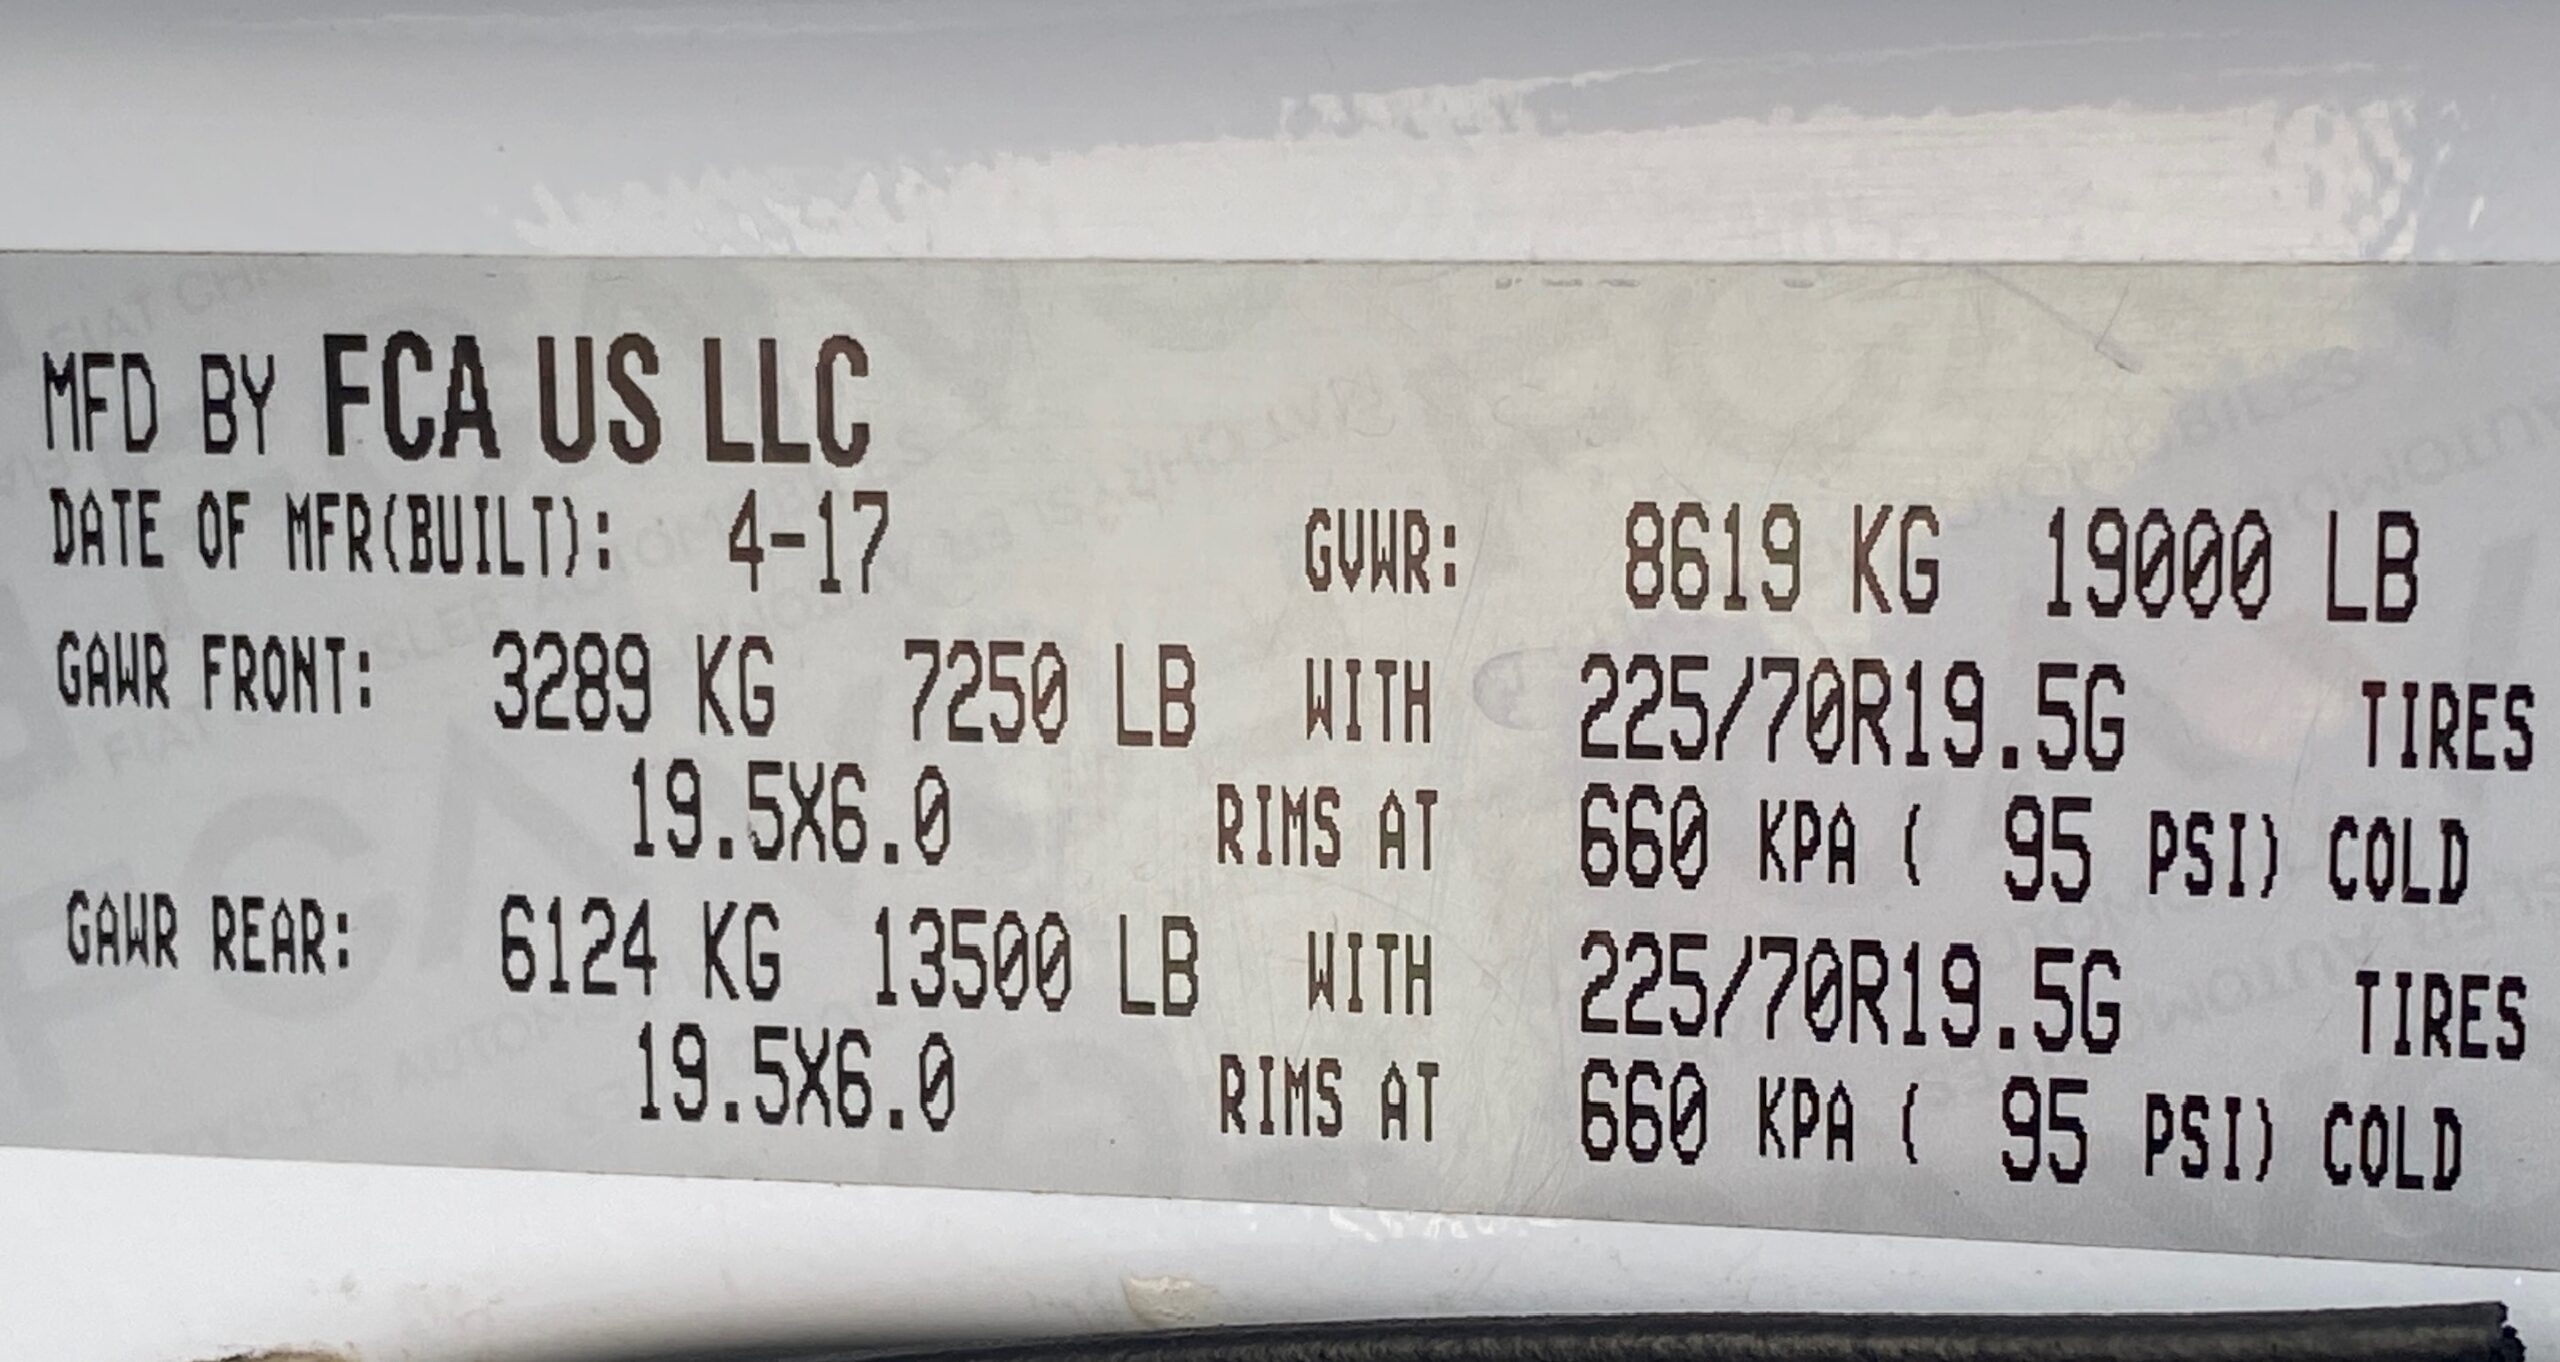 MFD BY FCA US LLC
DATE OF MFR(BUILT): 4-17 GVWR: 8619 KG 19000 LB
GAWR FRONT: 3289 KG 7250 LB WITH 225/70R19.5G TIRES
19.5X6.0 RIMS AT 660 KPA ( 95 PSI) COLD
GAWR REAR: 6124 KG 13500 LB WITH 225/70R19.5G TIRES
19.5X6.0 RIMS AT 660 KPA ( 95 PSI) COLD